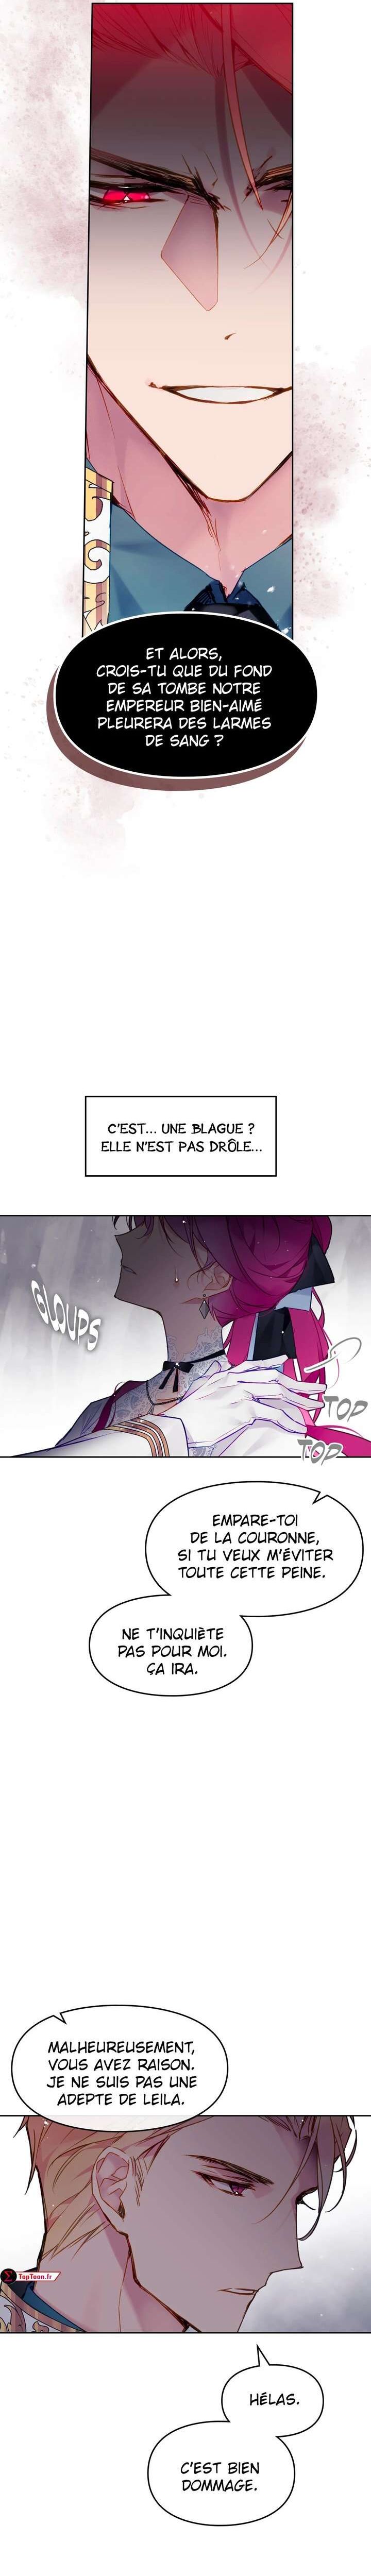 ET ALORS,
CROIS-TU QUE DU FOND
DE SA TOMBE NOTRE
EMPEREUR BIEN-AIMÉ
PLEURERA DES LARMES
DE SANG ?
C'EST... UNE BLAGUE ?
ELLE N'EST PAS DRÔLE...
GLOUPS
TOP
TOP
EMPARE-TOI
DE LA COURONNE,
SI TU VEUX M'ÉVITER
TOUTE CETTE PEINE.
NE T'INQUIÈTE
PAS POUR MOI.
ÇA IRA.
MALHEUREUSEMENT,
VOUS AVEZ RAISON.
JE NE SUIS PAS UNE
ADEPTE DE LEILA.
TopToon.fr
HÉLAS.
C'EST BIEN
DOMMAGE.